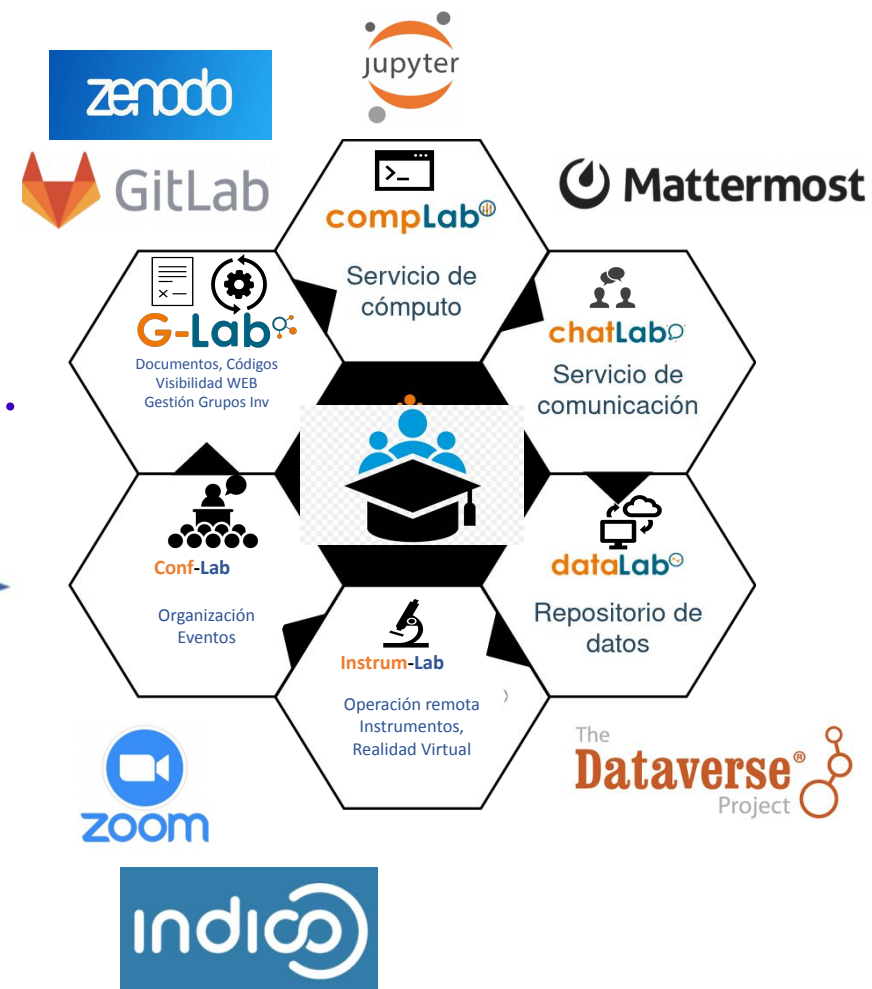 jupyter
zenodo
GitLab
Mattermost
compLab
Servicio de
cómputo
G-Lab
Documentos, Códigos
Visibilidad WEB
Gestión Grupos Inv
chatLab
Servicio de
comunicación
Conf-Lab
Organización
Eventos
dataLab
Repositorio de
datos
Instrum-Lab
Operación remota
Instrumentos,
Realidad Virtual
zoom
The
Dataverse®
Project
indico